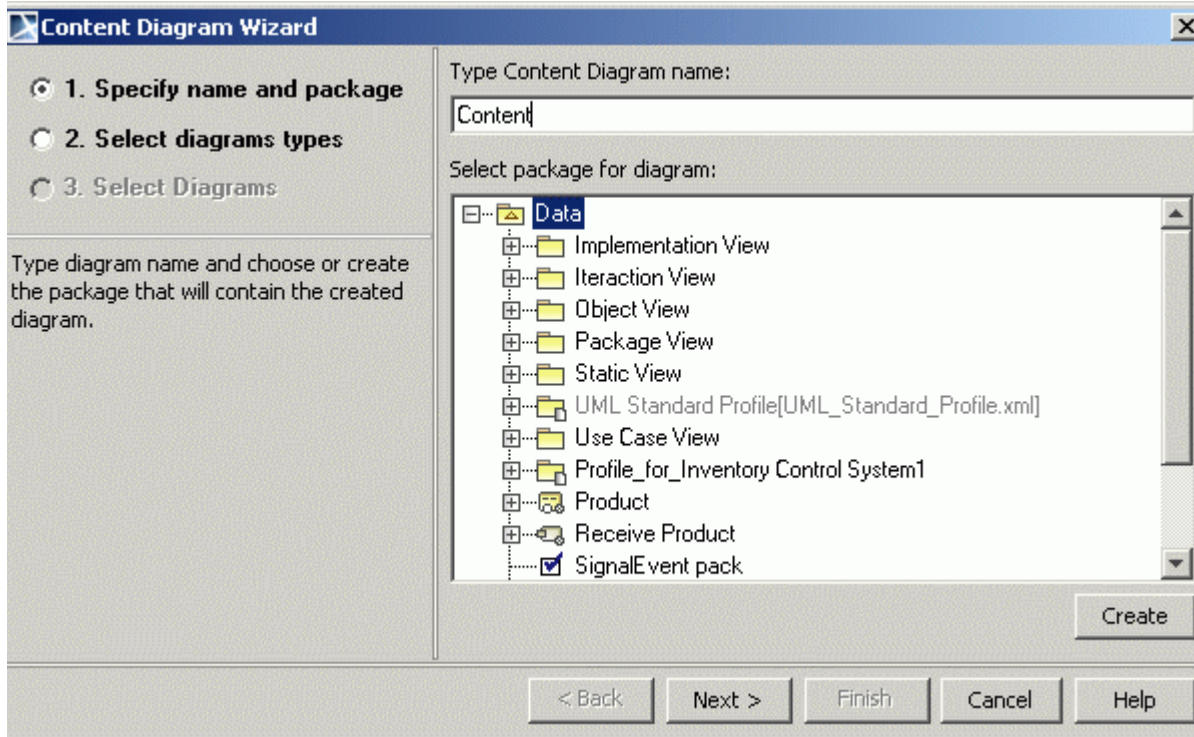 Content Diagram Wizard
1. Specify name and package
2. Select diagrams types
3. Select Diagrams
Type diagram name and choose or create
the package that will contain the created
diagram.
Type Content Diagram name:
Content
Select package for diagram:
Data
Implementation View
Iteraction View
Object View
Package View
Static View
UML Standard Profile[UML_Standard_Profile.xml]
Use Case View
Profile_for_Inventory Control System1
Product
Receive Product
SignalEvent pack
Create
< Back
Next >
Finish
Cancel
Help